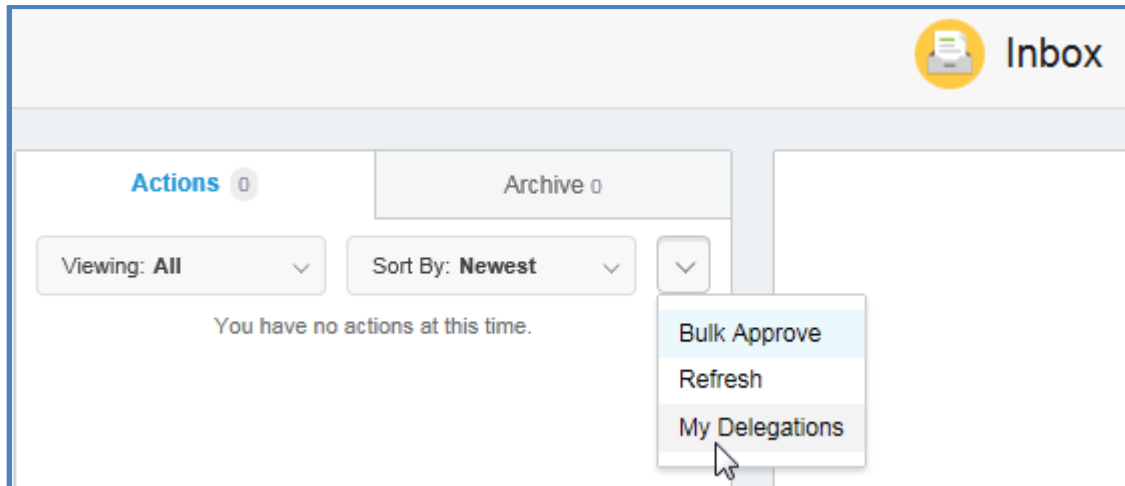 Inbox
Actions 0
Archive 0
Viewing: All
Sort By: Newest
You have no actions at this time.
Bulk Approve
Refresh
My Delegations